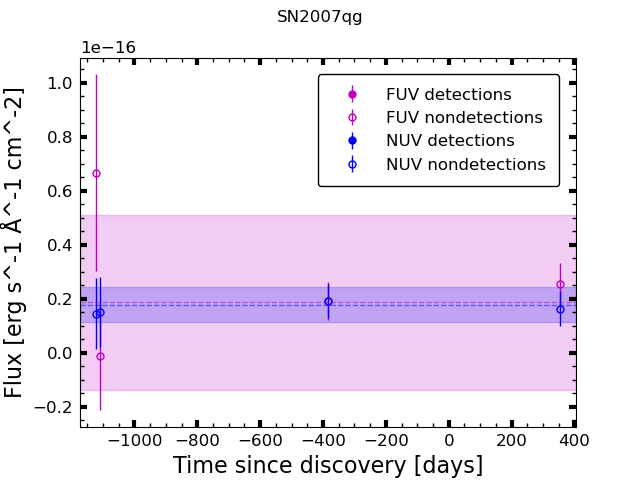 SN2007qg
1e−16
1.0
0.8
0.6
0.4
0.2
0.0
−0.2
Flux [erg s^-1 Å^-1 cm^-2]
FUV detections
FUV nondetections
NUV detections
NUV nondetections
−1000 −800 −600 −400 −200 0 200 400
Time since discovery [days]